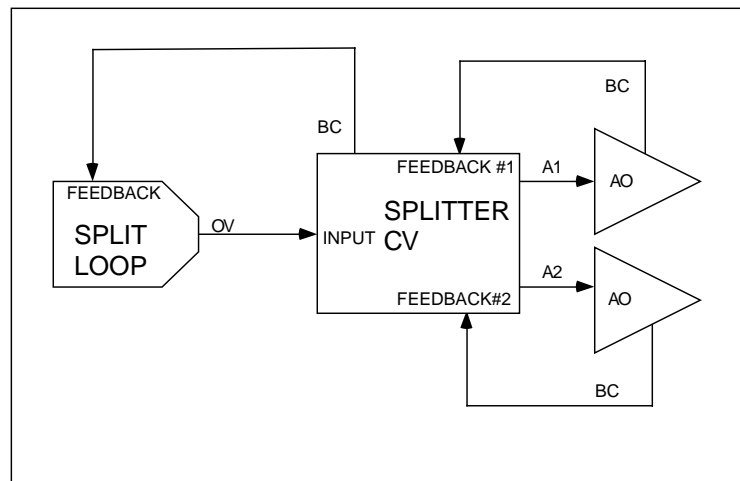 BC
BC
FEEDBACK #1
A1
AO
FEEDBACK
SPLIT
LOOP
OV
INPUT
SPLITTER
CV
A2
AO
FEEDBACK#2
BC